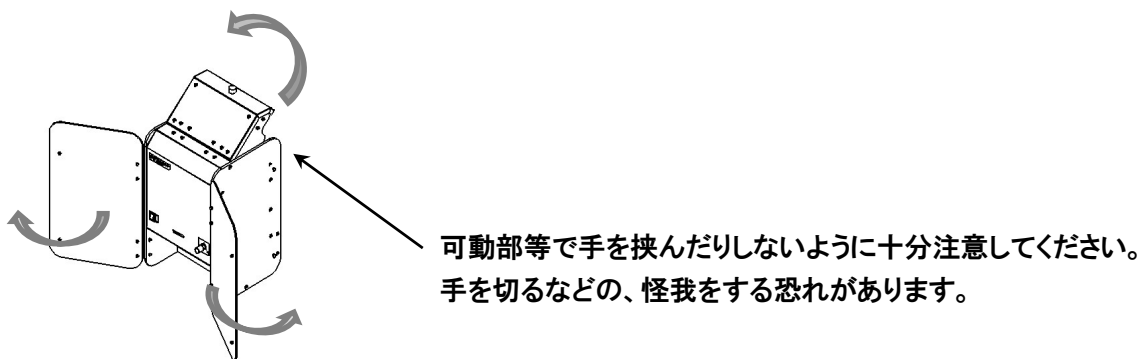 可動部等で手を挟んだりしないように十分注意してください。
手を切るなどの、怪我をする恐れがあります。